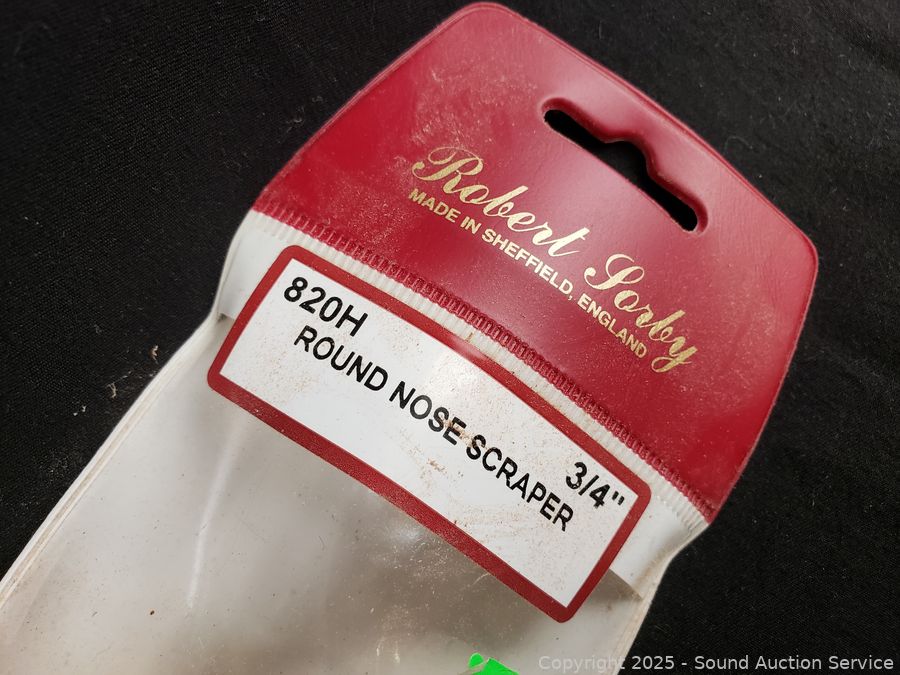 Robert Sorby
MADE IN SHEFFIELD, ENGLAND
820H
3/4"
ROUND NOSE SCRAPER
Copyright 2025 - Sound Auction Service